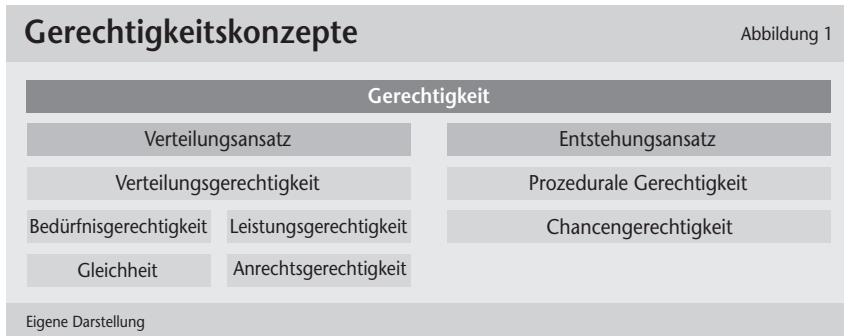 Gerechtigkeitskonzepte
Abbildung 1
Gerechtigkeit
Verteilungsansatz
Entstehungsansatz
Verteilungsgerechtigkeit
Prozedurale Gerechtigkeit
Bedürfnisgerechtigkeit
Leistungsgerechtigkeit
Chancengerechtigkeit
Gleichheit
Anrechtsgerechtigkeit
Eigene Darstellung